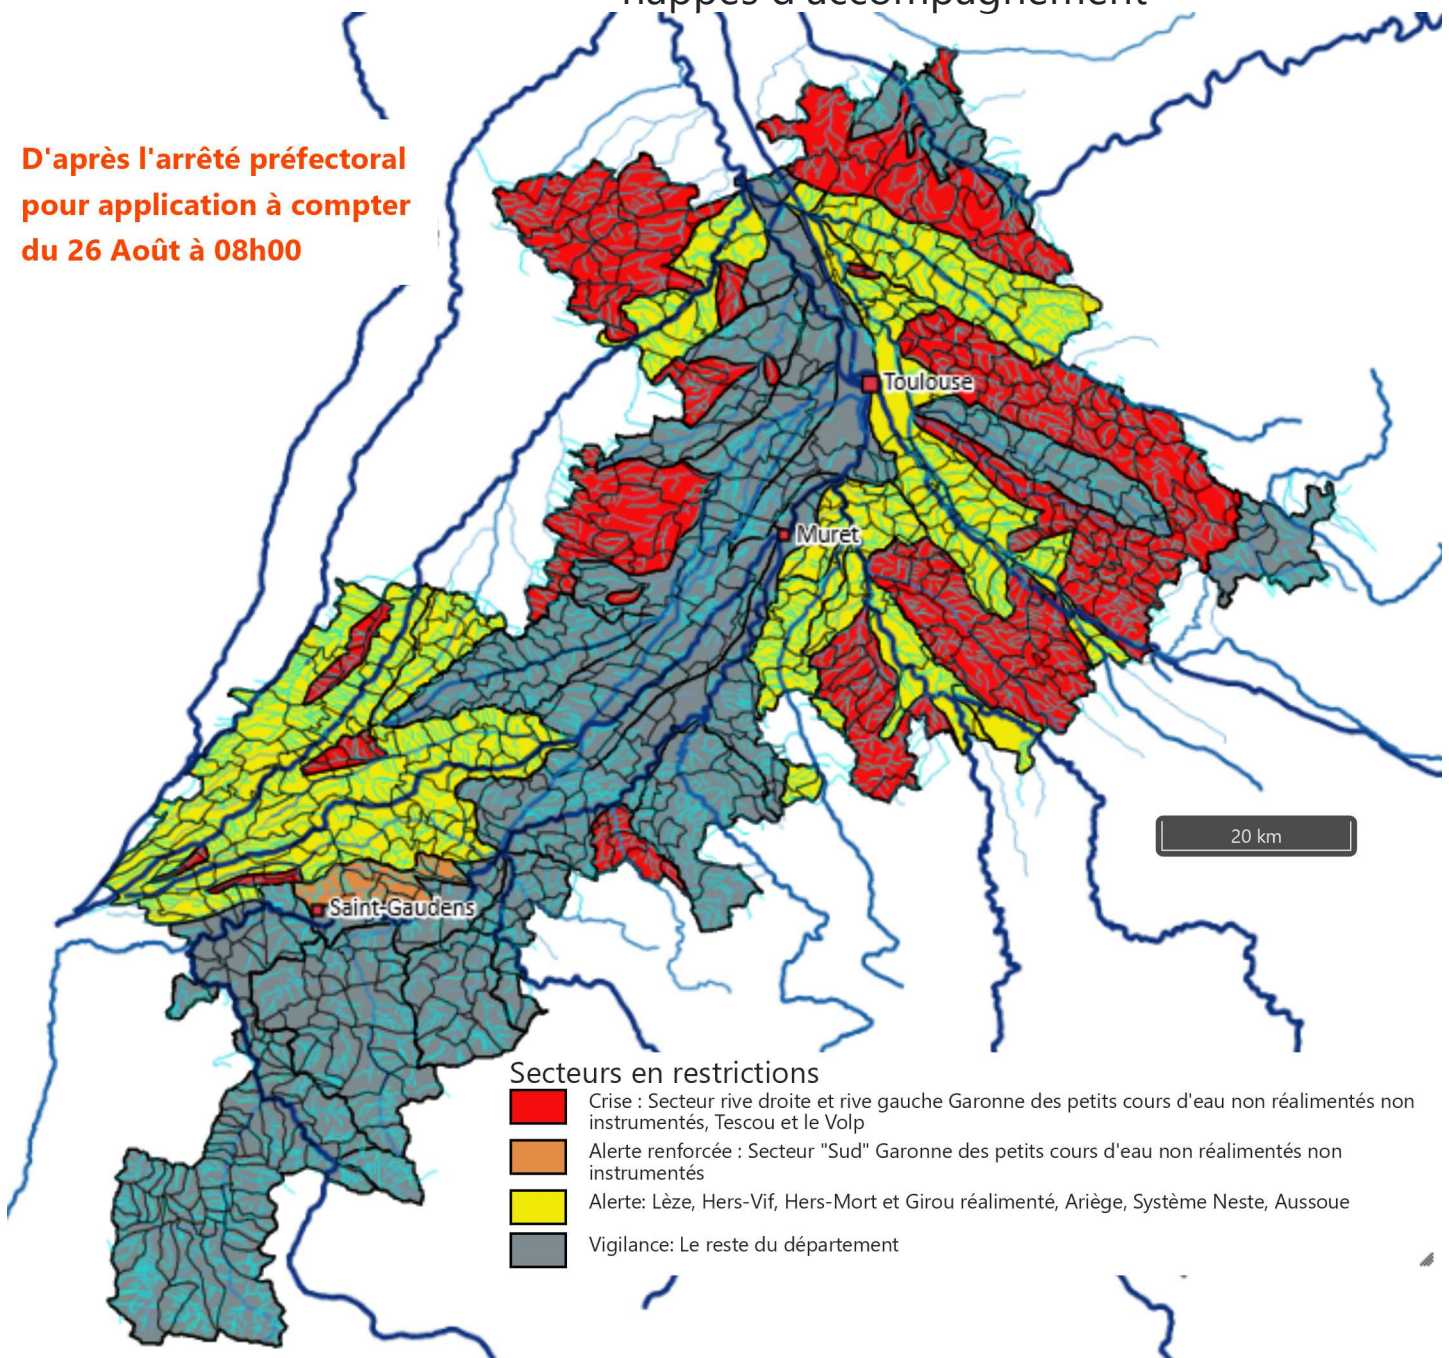 nappes d'accompagnement
D'après l'arrêté préfectoral
pour application à compter
du 26 Août à 08h00
Toulouse
Muret
20 km
Saint-Gaudens
Secteurs en restrictions
Crise : Secteur rive droite et rive gauche Garonne des petits cours d'eau non réalimentés non
instrumentés, Tescou et le Volp
Alerte renforcée : Secteur "Sud" Garonne des petits cours d'eau non réalimentés non
instrumentés
Alerte: Lèze, Hers-Vif, Hers-Mort et Girou réalimenté, Ariège, Système Neste, Aussoue
Vigilance: Le reste du département